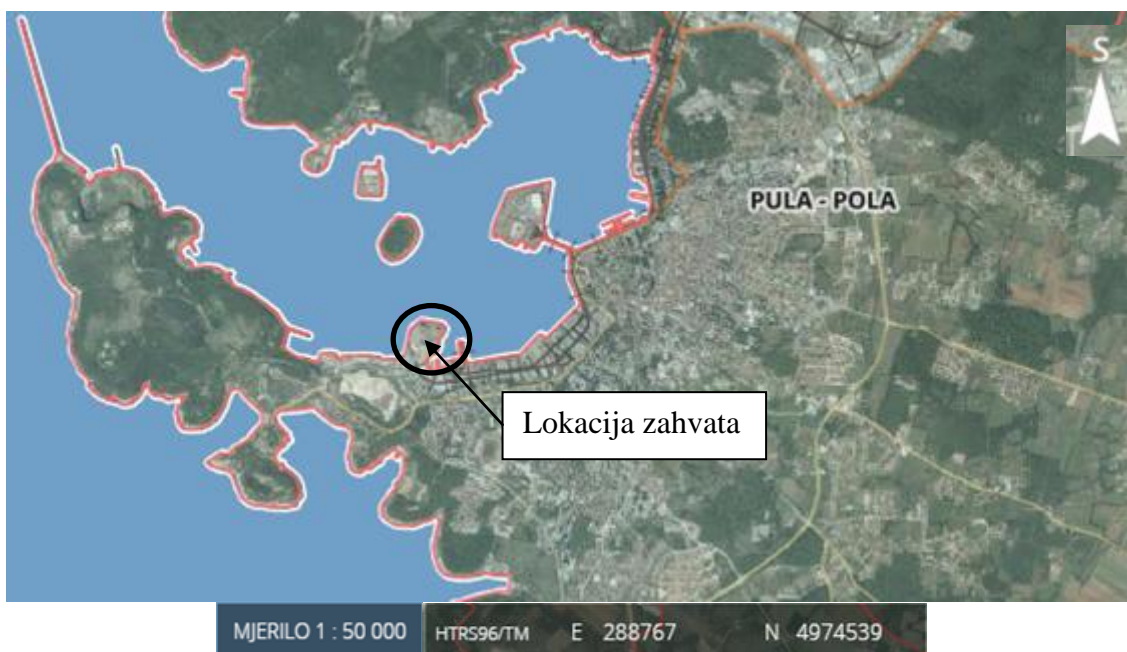 S
PULA - POLA
Lokacija zahvata
MJERILO 1 : 50 000 HTRS96/TM E 288767 N 4974539